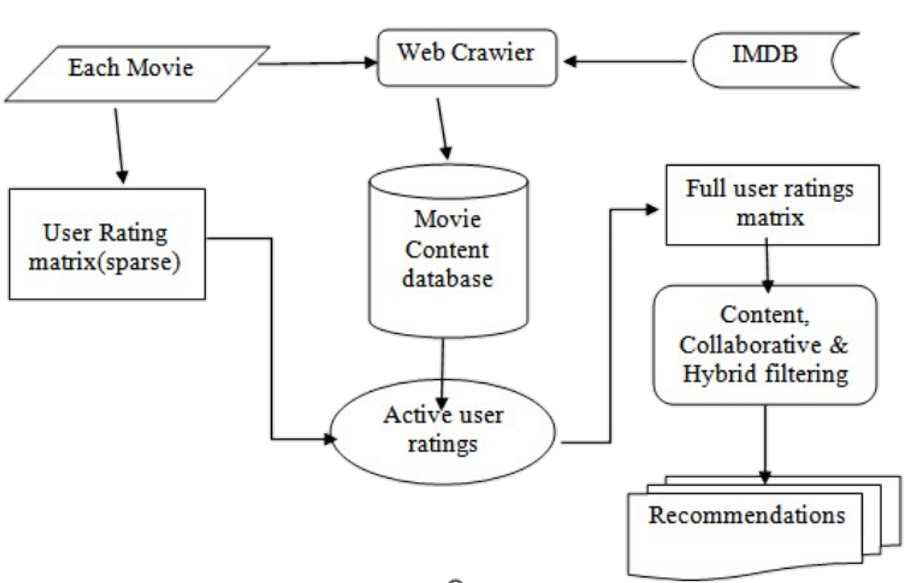 Each Movie
Web Crawier
IMDB
User Rating
matrix(sparse)
Movie
Content
database
Full user ratings
matrix
Content,
Collaborative &
Hybrid filtering
Active user
ratings
Recommendations